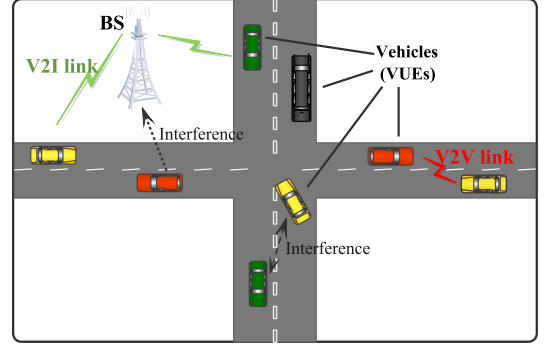 BS
V2I link
Vehicles
(VUEs)
Interference
V2V link
Interference